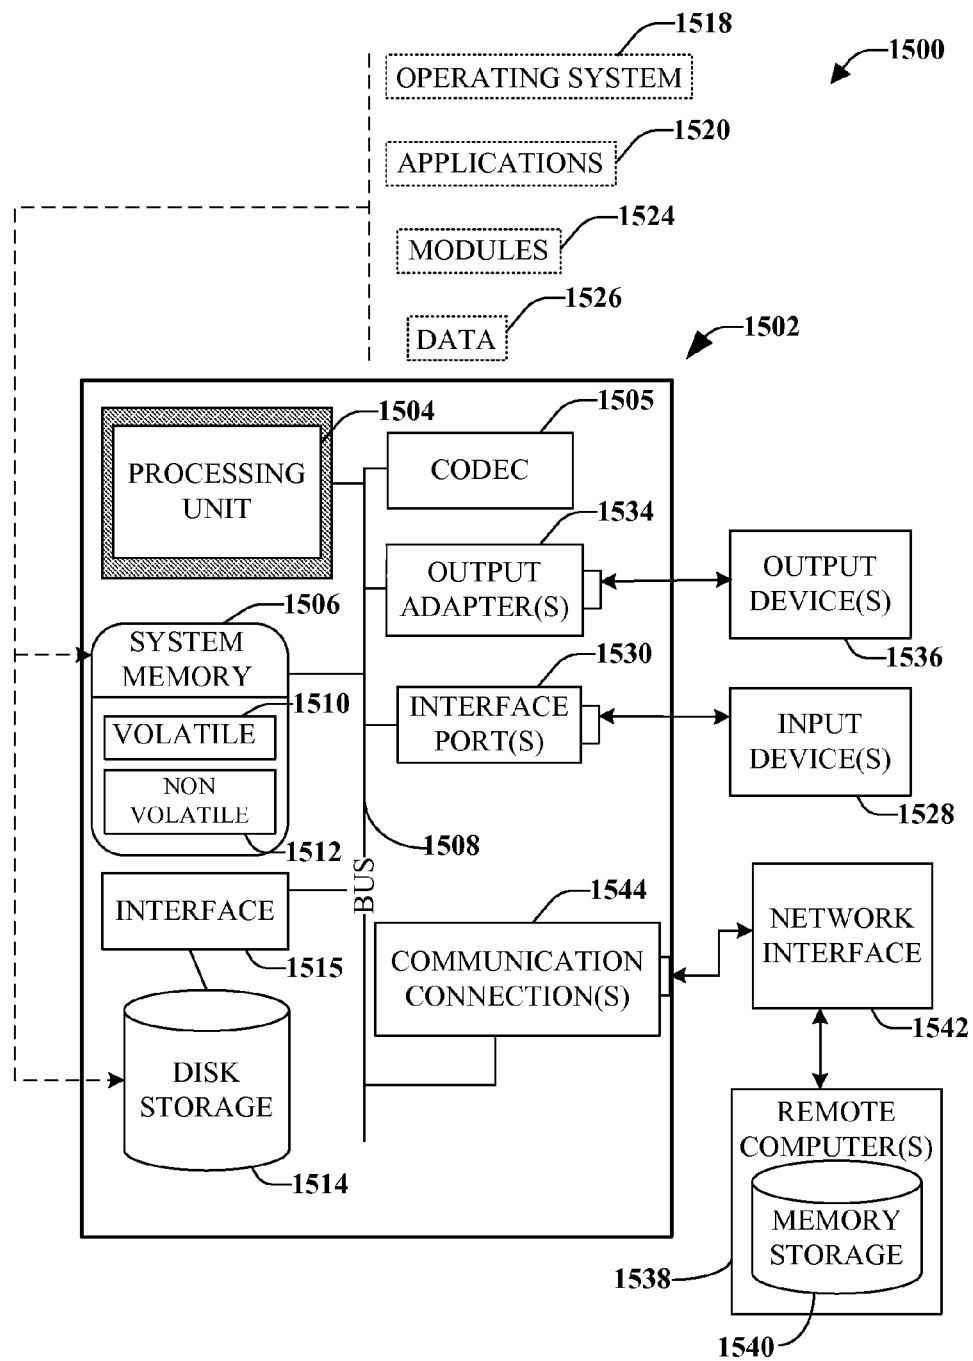 1518
1500
OPERATING SYSTEM
1520
APPLICATIONS
1524
MODULES
1526
DATA
1502
1504
PROCESSING
UNIT
1505
CODEC
1534
OUTPUT
ADAPTER(S)
OUTPUT
DEVICE(S)
1536
1506
SYSTEM
MEMORY
1510
VOLATILE
NON
VOLATILE
1512
1530
INTERFACE
PORT(S)
INPUT
DEVICE(S)
1528
1508
BUS
INTERFACE
1515
1544
COMMUNICATION
CONNECTION(S)
NETWORK
INTERFACE
1542
DISK
STORAGE
1514
REMOTE
COMPUTER(S)
MEMORY
STORAGE
1538
1540